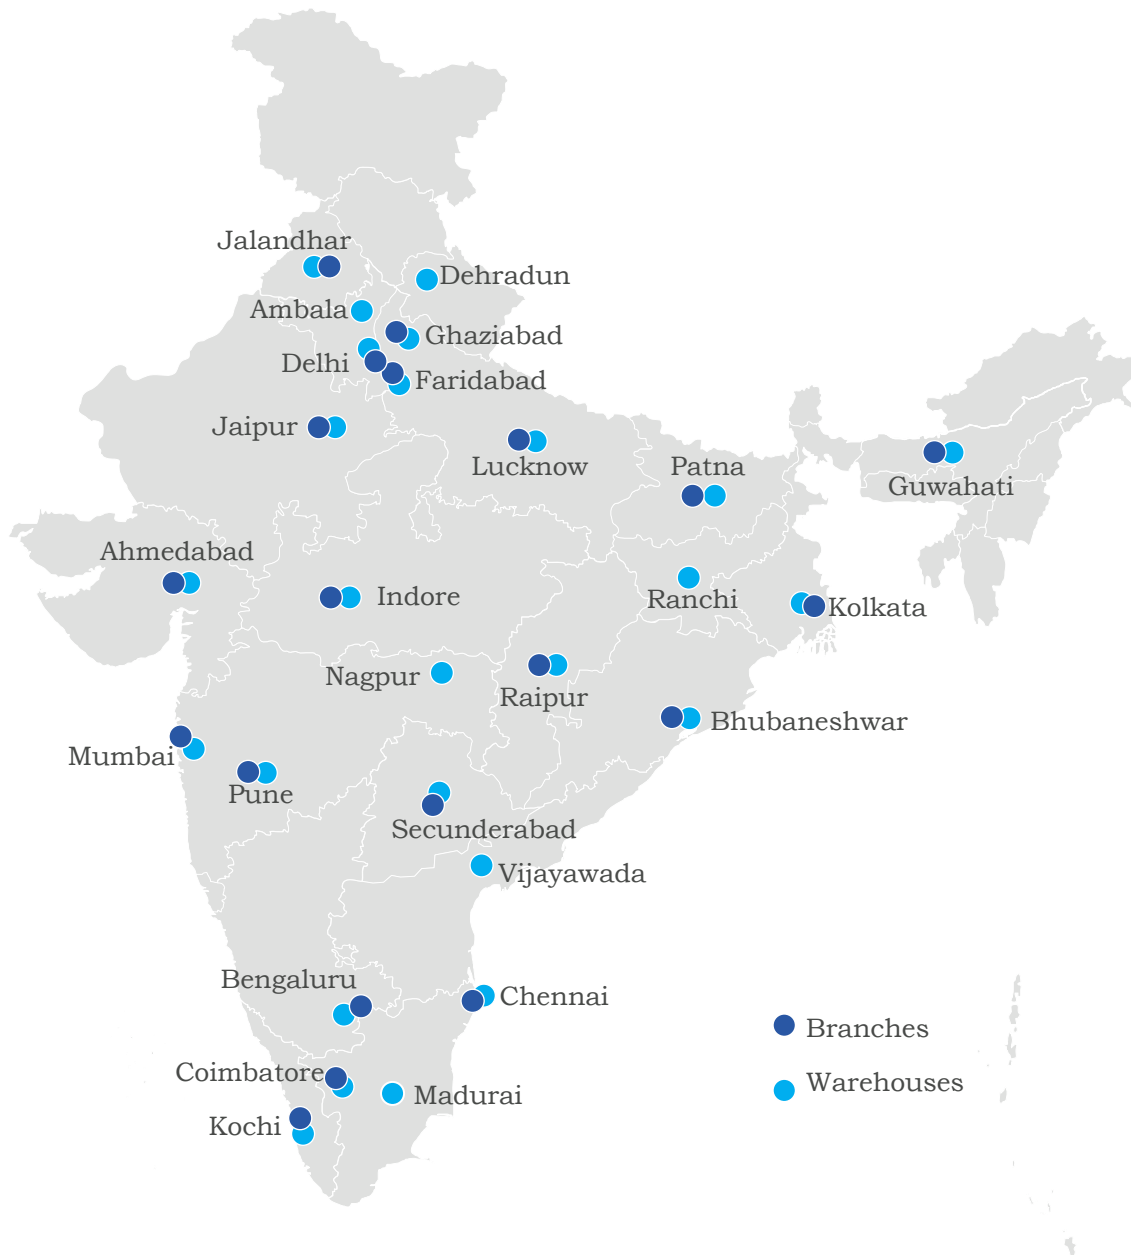 Jalandhar
Dehradun
Ambala
Ghaziabad
Delhi
Faridabad
Jaipur
Lucknow
Patna
Guwahati
Ahmedabad
Indore
Ranchi
Kolkata
Nagpur
Raipur
Bhubaneshwar
Mumbai
Pune
Secunderabad
Vijayawada
Bengaluru
Chennai
Branches
Coimbatore
Warehouses
Madurai
Kochi